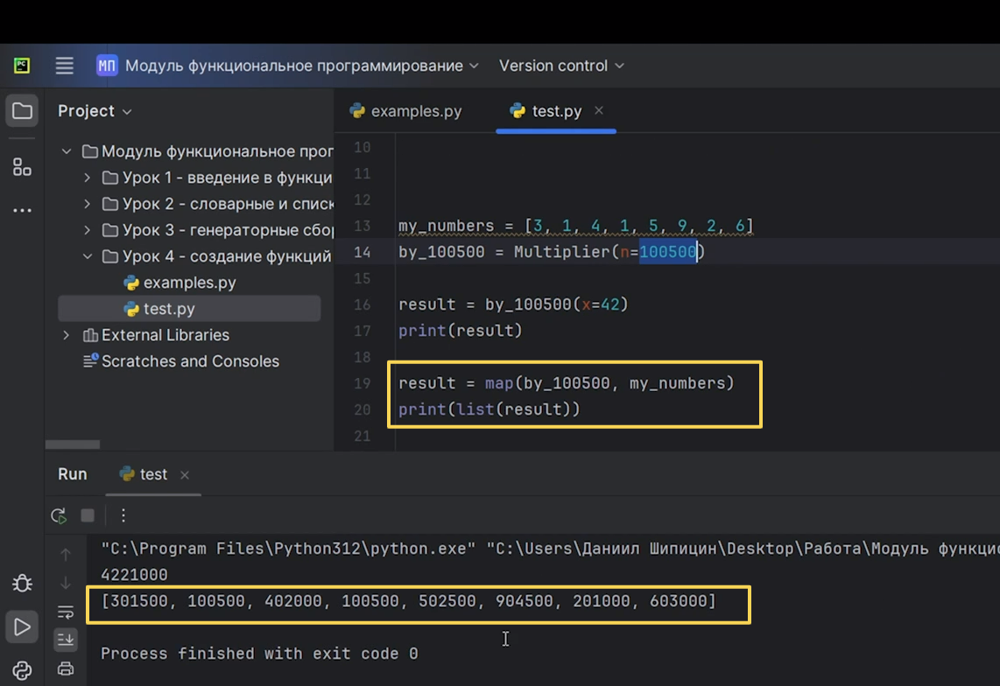 PC
МП Модуль функциональное программирование Version control
Project
examples.py test.py
Модуль функциональное прог
Урок 1 - введение в функци
Урок 2 - словарные и списк
Урок 3 - генераторные сбор
Урок 4 - создание функций
examples.py
test.py
External Libraries
Scratches and Consoles
10
11
12
13 my_numbers = [3, 1, 4, 1, 5, 9, 2, 6]
14 by_100500 = Multiplier(n=100500)
15
16 result = by_100500(x=42)
17 print(result)
18
19 result = map(by_100500, my_numbers)
20 print(list(result))
21
Run test
"C:\Program Files\Python312\python.exe" "C:\Users\Даниил Шипицин\Desktop\Работа\Модуль функцио
4221000
[301500, 100500, 402000, 100500, 502500, 904500, 201000, 603000]
Process finished with exit code 0